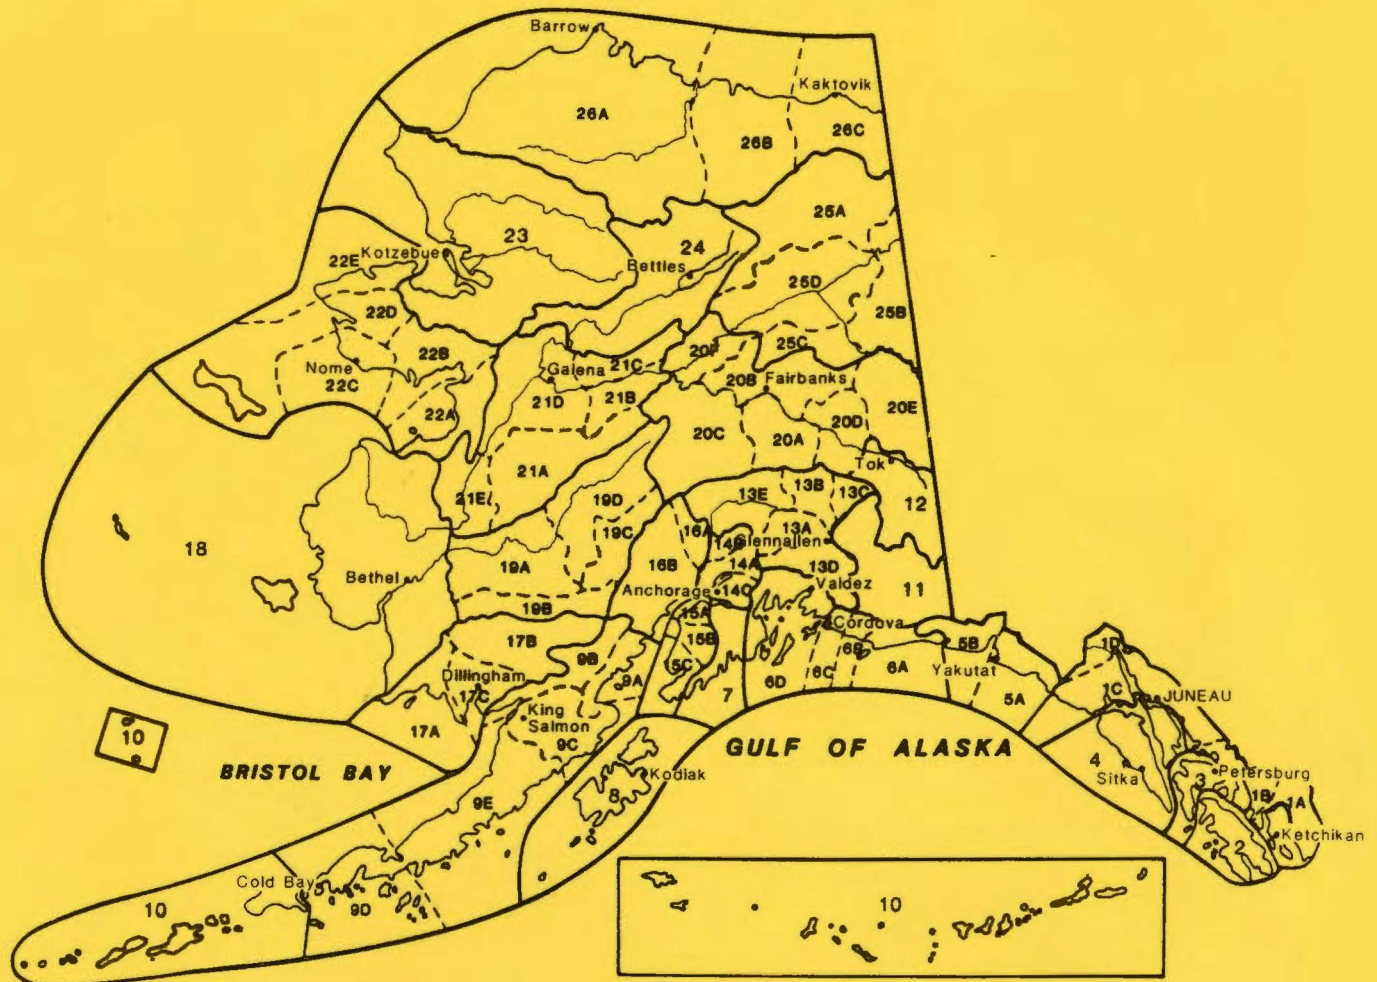 Barrow
Kaktovik
26A
26B
26C
25A
23
24
Kotzebue
22E
Bettles
25D
22D
25B
22B
20F
25C
Nome
22C
Galena
21C
20B
Fairbanks
22A
21D
21B
20E
20D
20C
20A
21A
Tok
21E
19D
13E
13B
13C
12
19C
16A
13A
18
14B
Glennallen
16B
14A
13D
19A
Bethel
Anchorage
14C
Valdez
11
19B
15A
Cordova
17B
15B
6B
5B
1D
9B
Dillingham
15C
6A
Yakutat
9A
6C
17C
6D
7
5A
1C
JUNEAU
King
Salmon
10
17A
9C
GULF OF ALASKA
4
BRISTOL BAY
Kodiak
Sitka
3
Petersburg
8
1B
1A
9E
Ketchikan
2
Cold Bay
10
9D
10